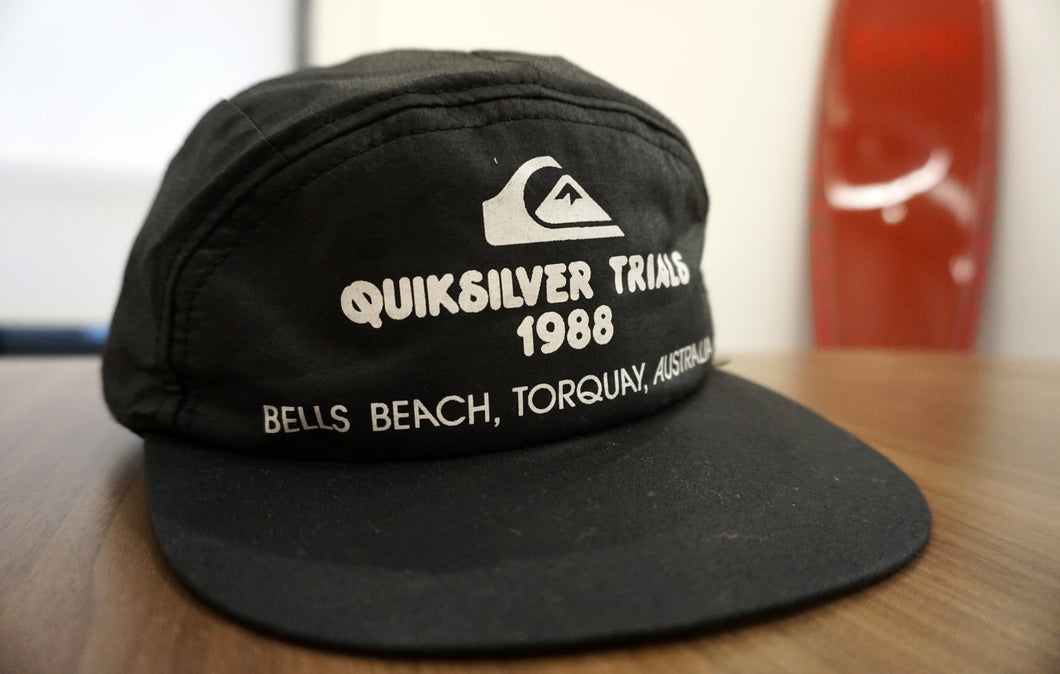 QUIKSILVER TRIALS
1988
BELLS BEACH, TORQUAY, AUSTRALIA